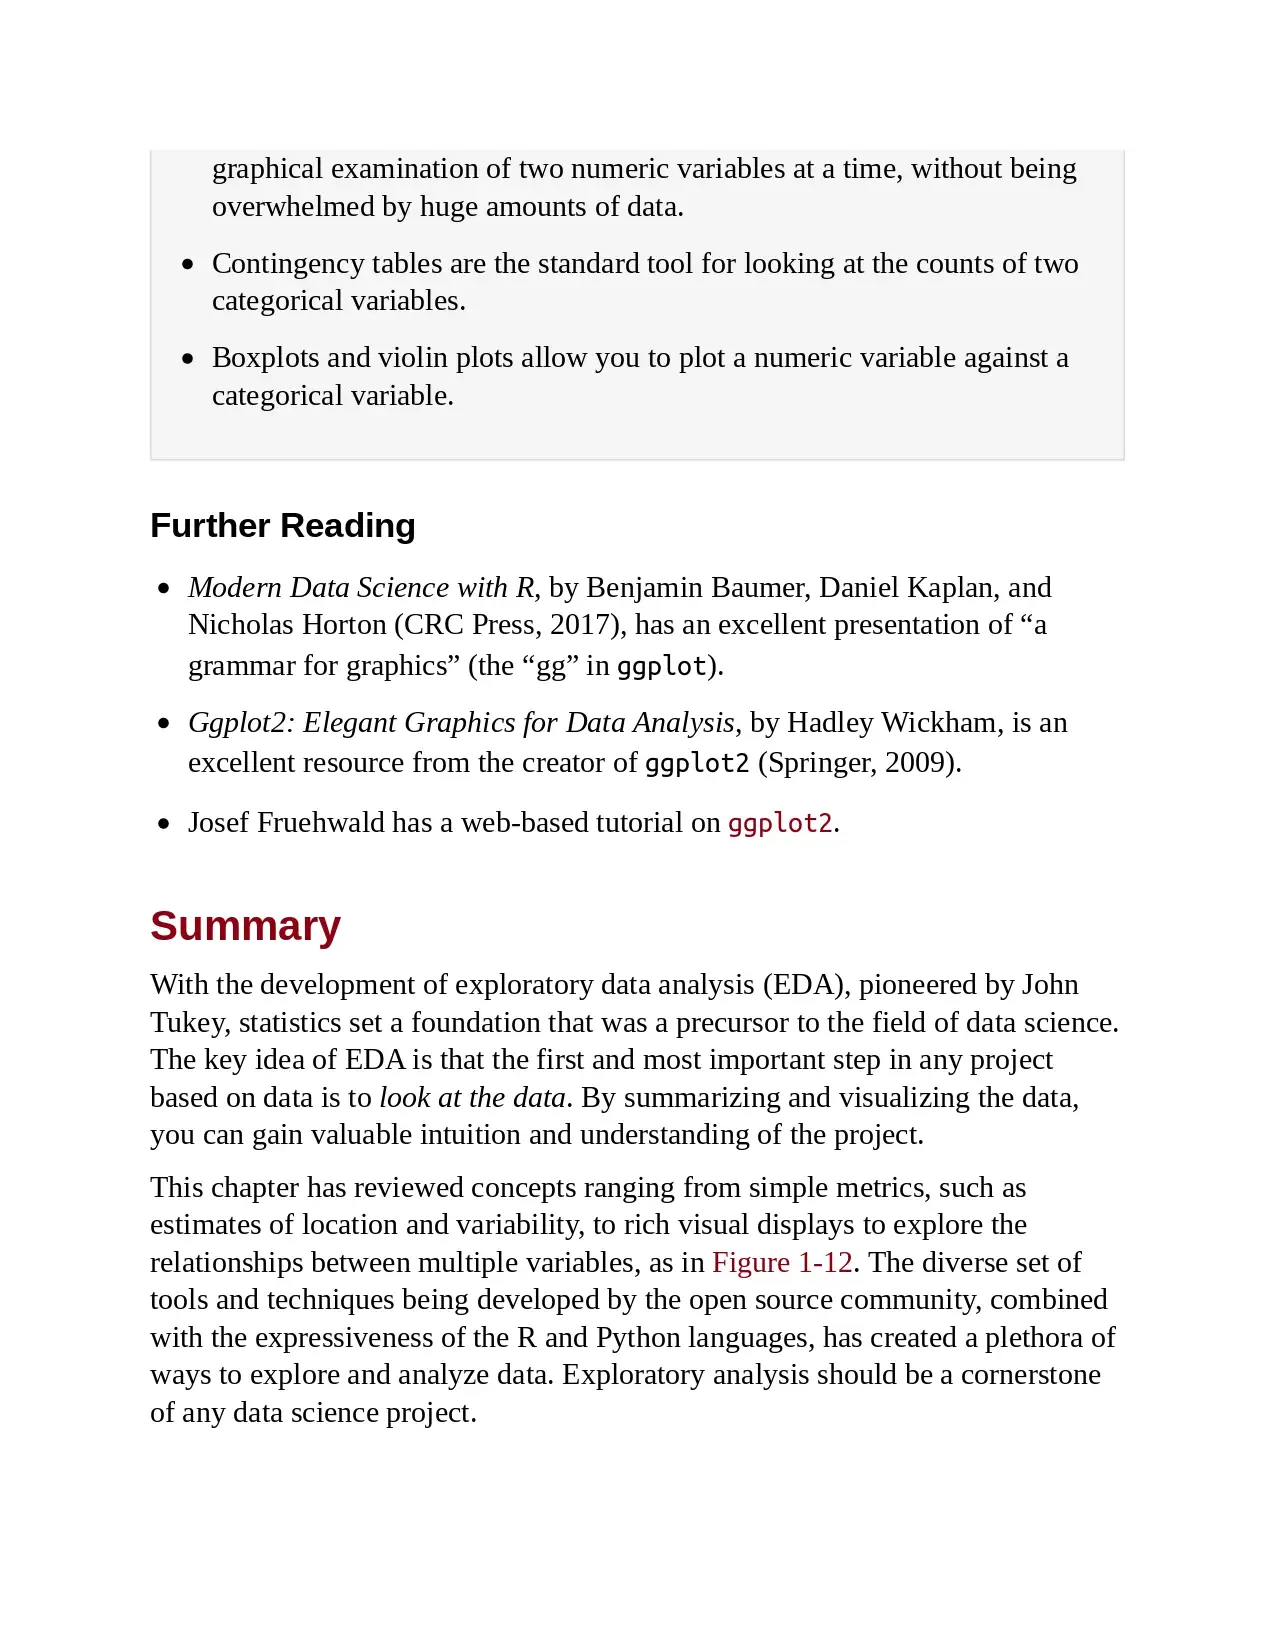 graphical examination of two numeric variables at a time, without being
overwhelmed by huge amounts of data.
• Contingency tables are the standard tool for looking at the counts of two
categorical variables.
• Boxplots and violin plots allow you to plot a numeric variable against a
categorical variable.
Further Reading
• Modern Data Science with R, by Benjamin Baumer, Daniel Kaplan, and
Nicholas Horton (CRC Press, 2017), has an excellent presentation of “a
grammar for graphics” (the “gg” in ggplot).
• Ggplot2: Elegant Graphics for Data Analysis, by Hadley Wickham, is an
excellent resource from the creator of ggplot2 (Springer, 2009).
• Josef Fruehwald has a web-based tutorial on ggplot2.
Summary
With the development of exploratory data analysis (EDA), pioneered by John
Tukey, statistics set a foundation that was a precursor to the field of data science.
The key idea of EDA is that the first and most important step in any project
based on data is to look at the data. By summarizing and visualizing the data,
you can gain valuable intuition and understanding of the project.
This chapter has reviewed concepts ranging from simple metrics, such as
estimates of location and variability, to rich visual displays to explore the
relationships between multiple variables, as in Figure 1-12. The diverse set of
tools and techniques being developed by the open source community, combined
with the expressiveness of the R and Python languages, has created a plethora of
ways to explore and analyze data. Exploratory analysis should be a cornerstone
of any data science project.